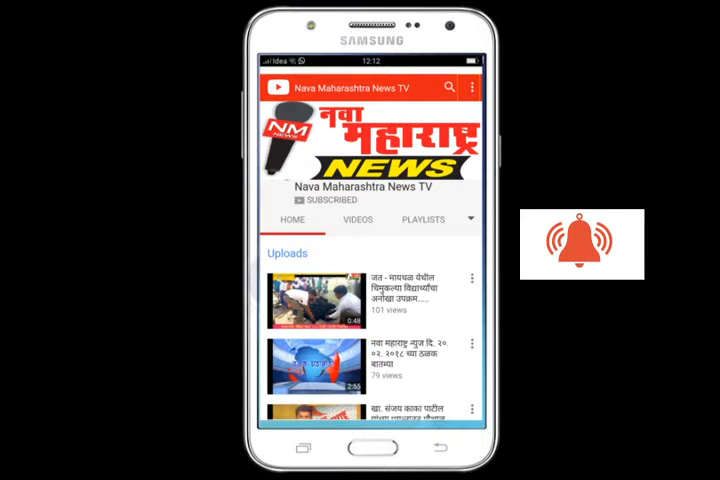 SAMSUNG
Idea
12:12
Nava Maharashtra News TV
नवा
महाराष्ट्र
NM
NEWS
NEWS
Nava Maharashtra News TV
SUBSCRIBED
HOME VIDEOS PLAYLISTS
Uploads
जत - मायथळ येथील
चिमुकल्या विद्यार्थ्यांचा
अनोखा उपक्रम.....
101 views
0:48
नवा महाराष्ट्र न्युज दि. २०.
०२. २०१८ च्या ठळक
बातम्या
79 views
2:55
खा. संजय काका पाटील